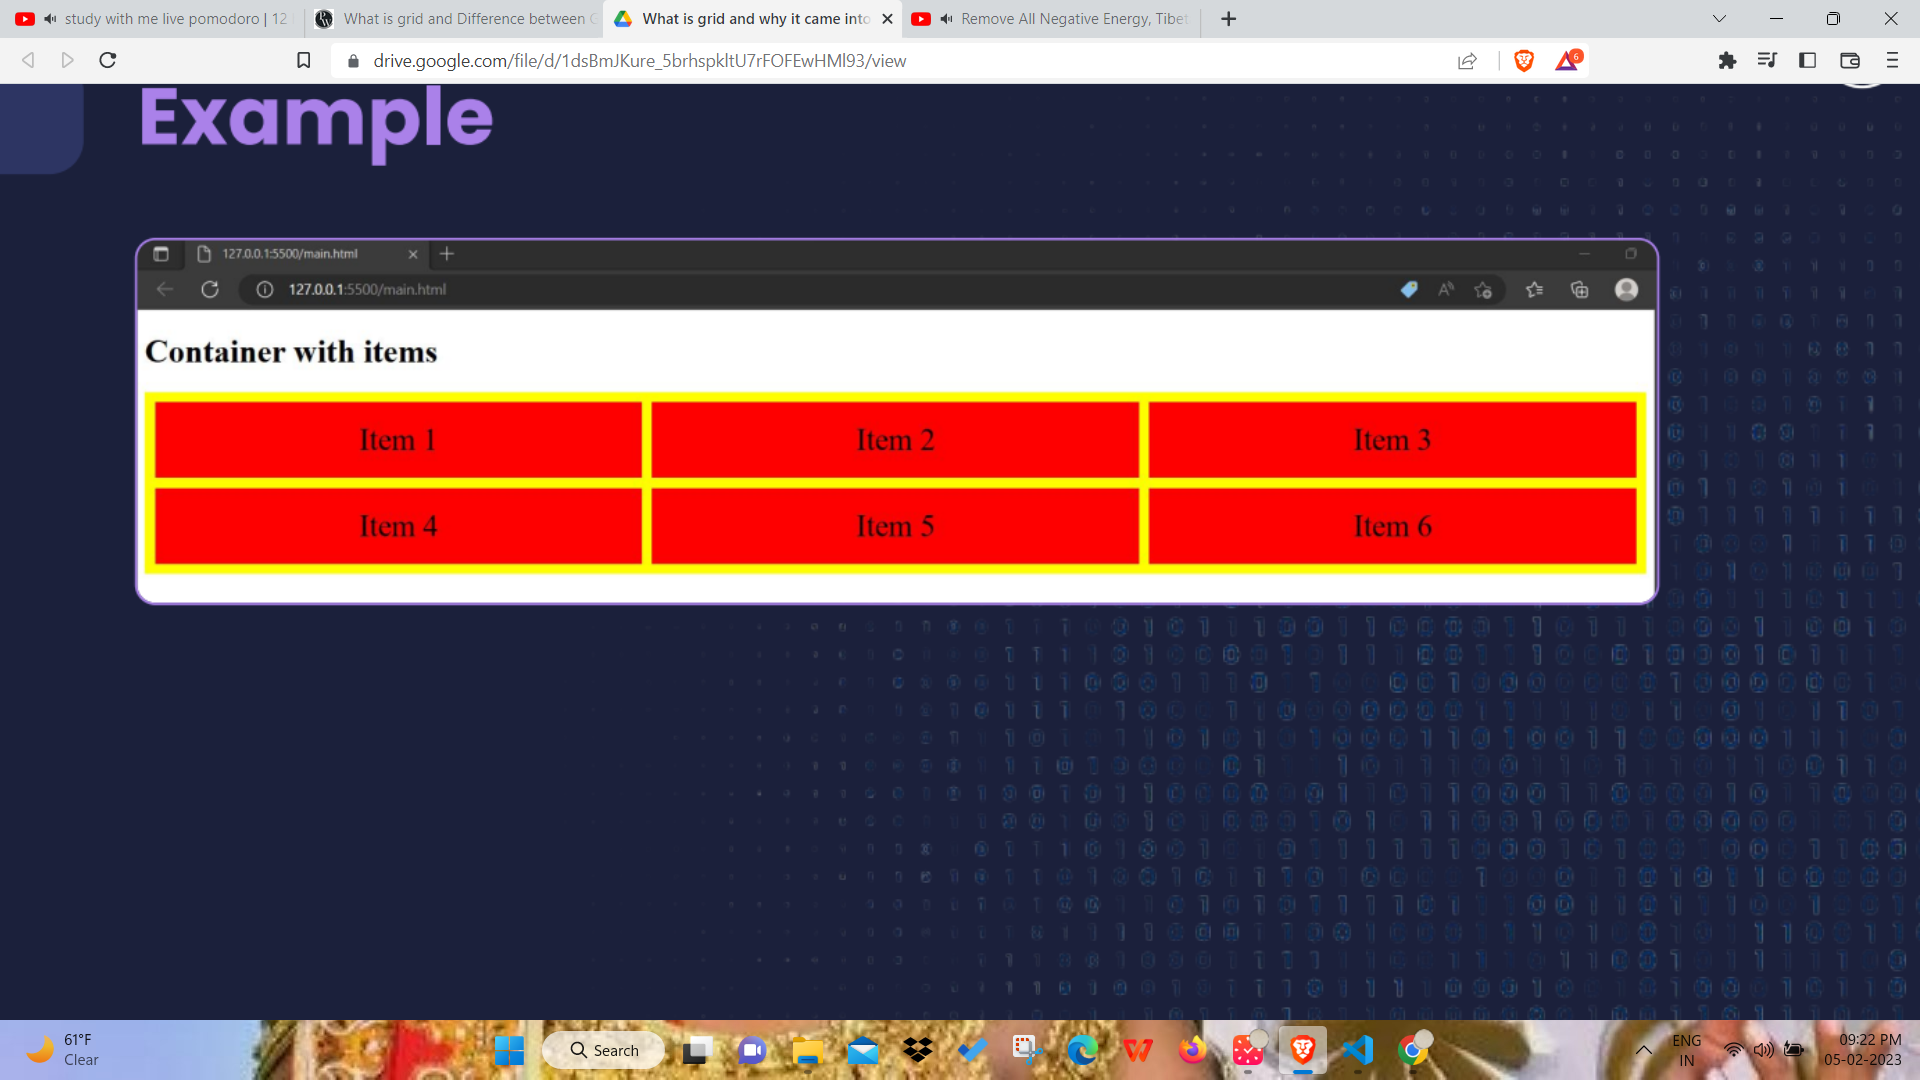 study with me live pomodoro | 12
What is grid and Difference between G
What is grid and why it came into
Remove All Negative Energy, Tibet
drive.google.com/file/d/1dsBmJKure_5brhspkltU7rFOFEwHMl93/view
6
Example
127.0.0.1:5500/main.html
127.0.0.1:5500/main.html
Container with items
Item 1 Item 2 Item 3
Item 4 Item 5 Item 6
61°F
Clear
Search
ENG
IN
09:22 PM
05-02-2023